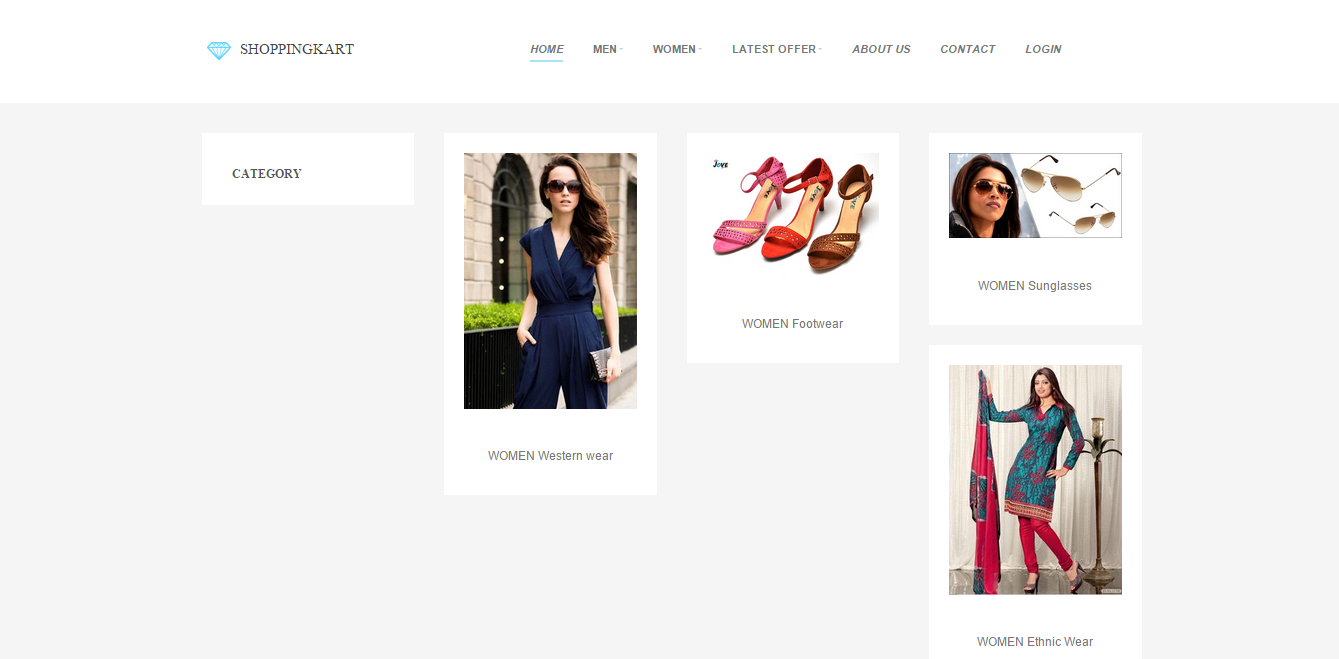 SHOPPINGKART
HOME
MEN
WOMEN
LATEST OFFER
ABOUT US
CONTACT
LOGIN
CATEGORY
WOMEN Western wear
JOVE
WOMEN Footwear
WOMEN Sunglasses
WOMEN Ethnic Wear